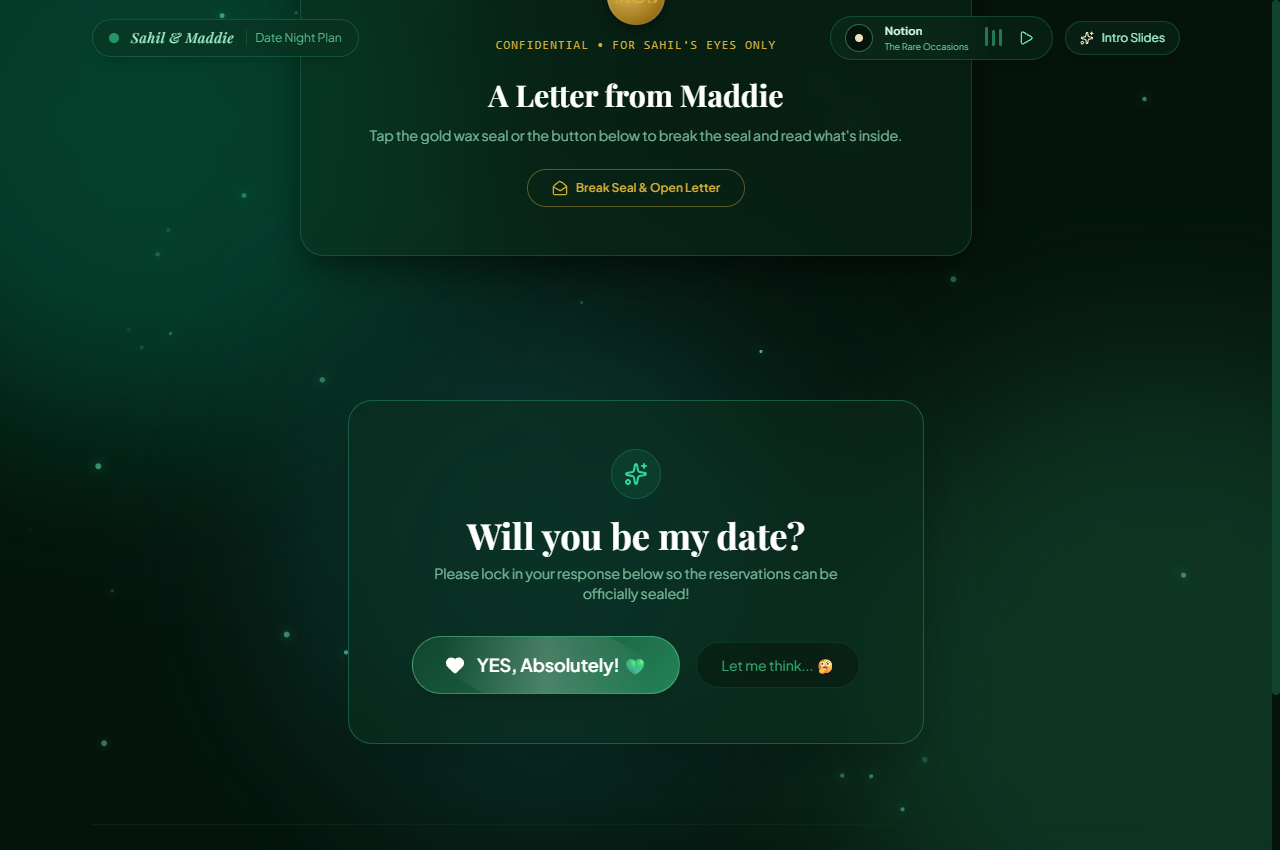 Sahil & Maddie
Date Night Plan
Notion
The Rare Occasions
Intro Slides
CONFIDENTIAL • FOR SAHIL'S EYES ONLY
A Letter from Maddie
Tap the gold wax seal or the button below to break the seal and read what's inside.
Break Seal & Open Letter
Will you be my date?
Please lock in your response below so the reservations can be
officially sealed!
YES, Absolutely! 💚
Let me think... 🤔